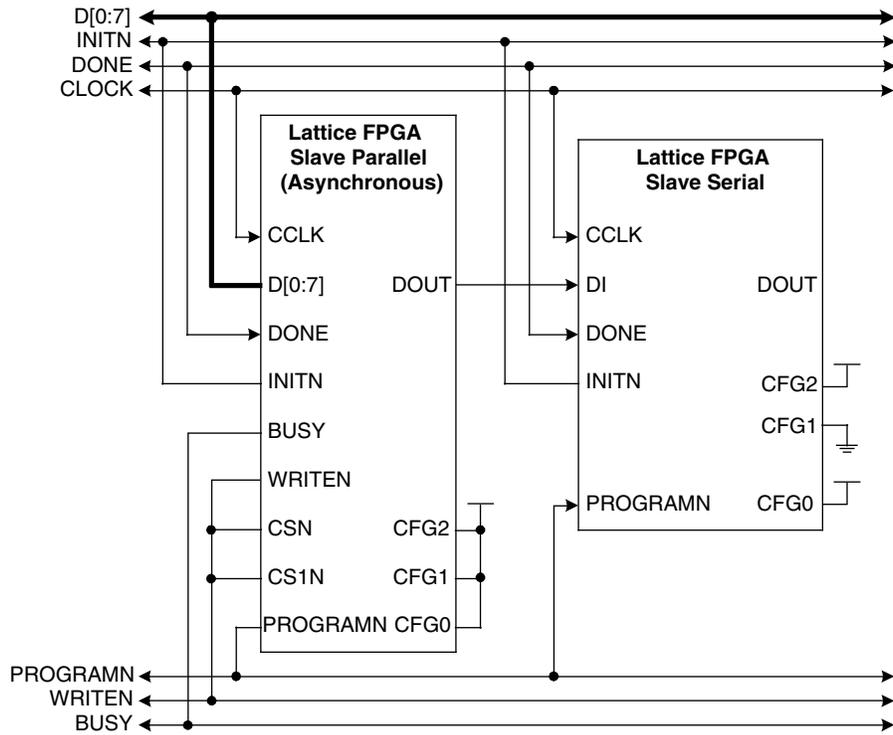 D[0:7]
INITN
DONE
CLOCK
Lattice FPGA
Slave Parallel
(Asynchronous)
CCLK
D[0:7] DOUT
DONE
INITN
BUSY
WRITEN
CSN CFG2
CS1N CFG1
PROGRAMN CFG0
Lattice FPGA
Slave Serial
CCLK
DI DOUT
DONE
INITN CFG2
CFG1
PROGRAMN CFG0
PROGRAMN
WRITEN
BUSY